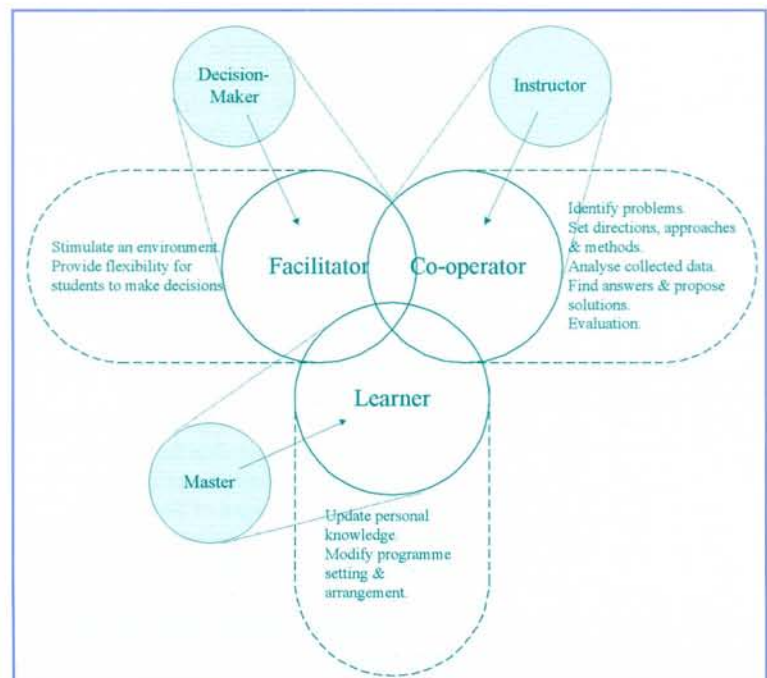 Decision-
Maker
Instructor
Stimulate an environment.
Provide flexibility for
students to make decisions
Facilitator
Co-operator
Identify problems.
Set directions, approaches
& methods.
Analyse collected data.
Find answers & propose
solutions.
Evaluation.
Learner
Master
Update personal
knowledge
Modify programme
setting &
arrangement.